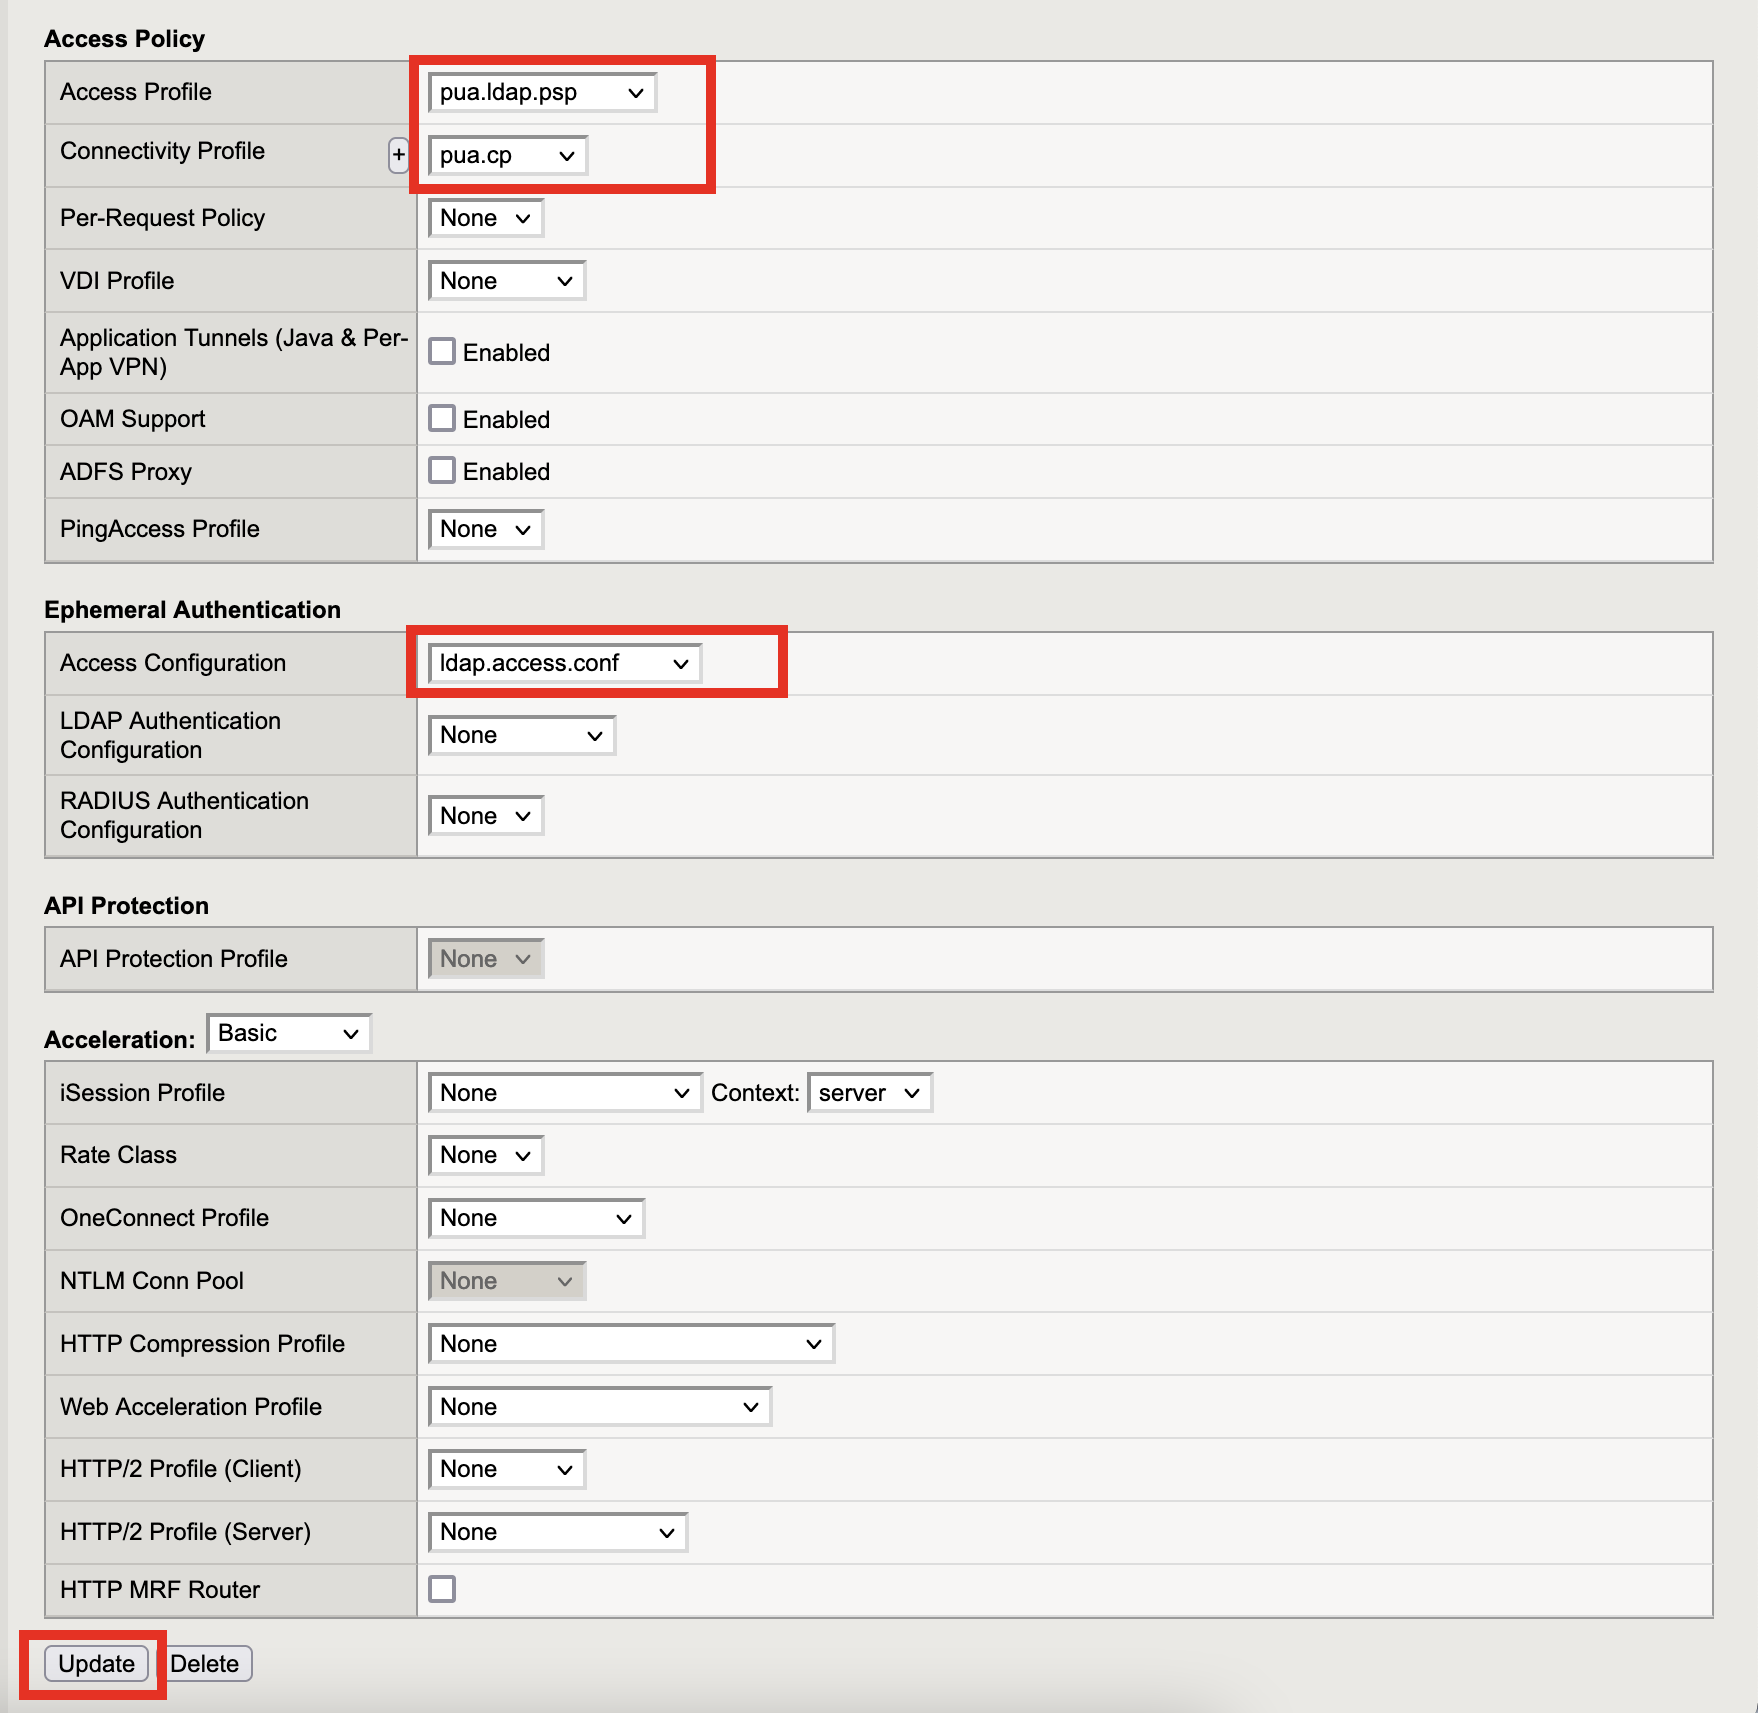 Access Policy
Access Profile pua.ldap.psp
Connectivity Profile + pua.cp
Per-Request Policy None
VDI Profile None
Application Tunnels (Java & Per-
App VPN) Enabled
OAM Support Enabled
ADFS Proxy Enabled
PingAccess Profile None
Ephemeral Authentication
Access Configuration ldap.access.conf
LDAP Authentication
Configuration None
RADIUS Authentication
Configuration None
API Protection
API Protection Profile None
Acceleration: Basic
iSession Profile None Context: server
Rate Class None
OneConnect Profile None
NTLM Conn Pool None
HTTP Compression Profile None
Web Acceleration Profile None
HTTP/2 Profile (Client) None
HTTP/2 Profile (Server) None
HTTP MRF Router
Update Delete